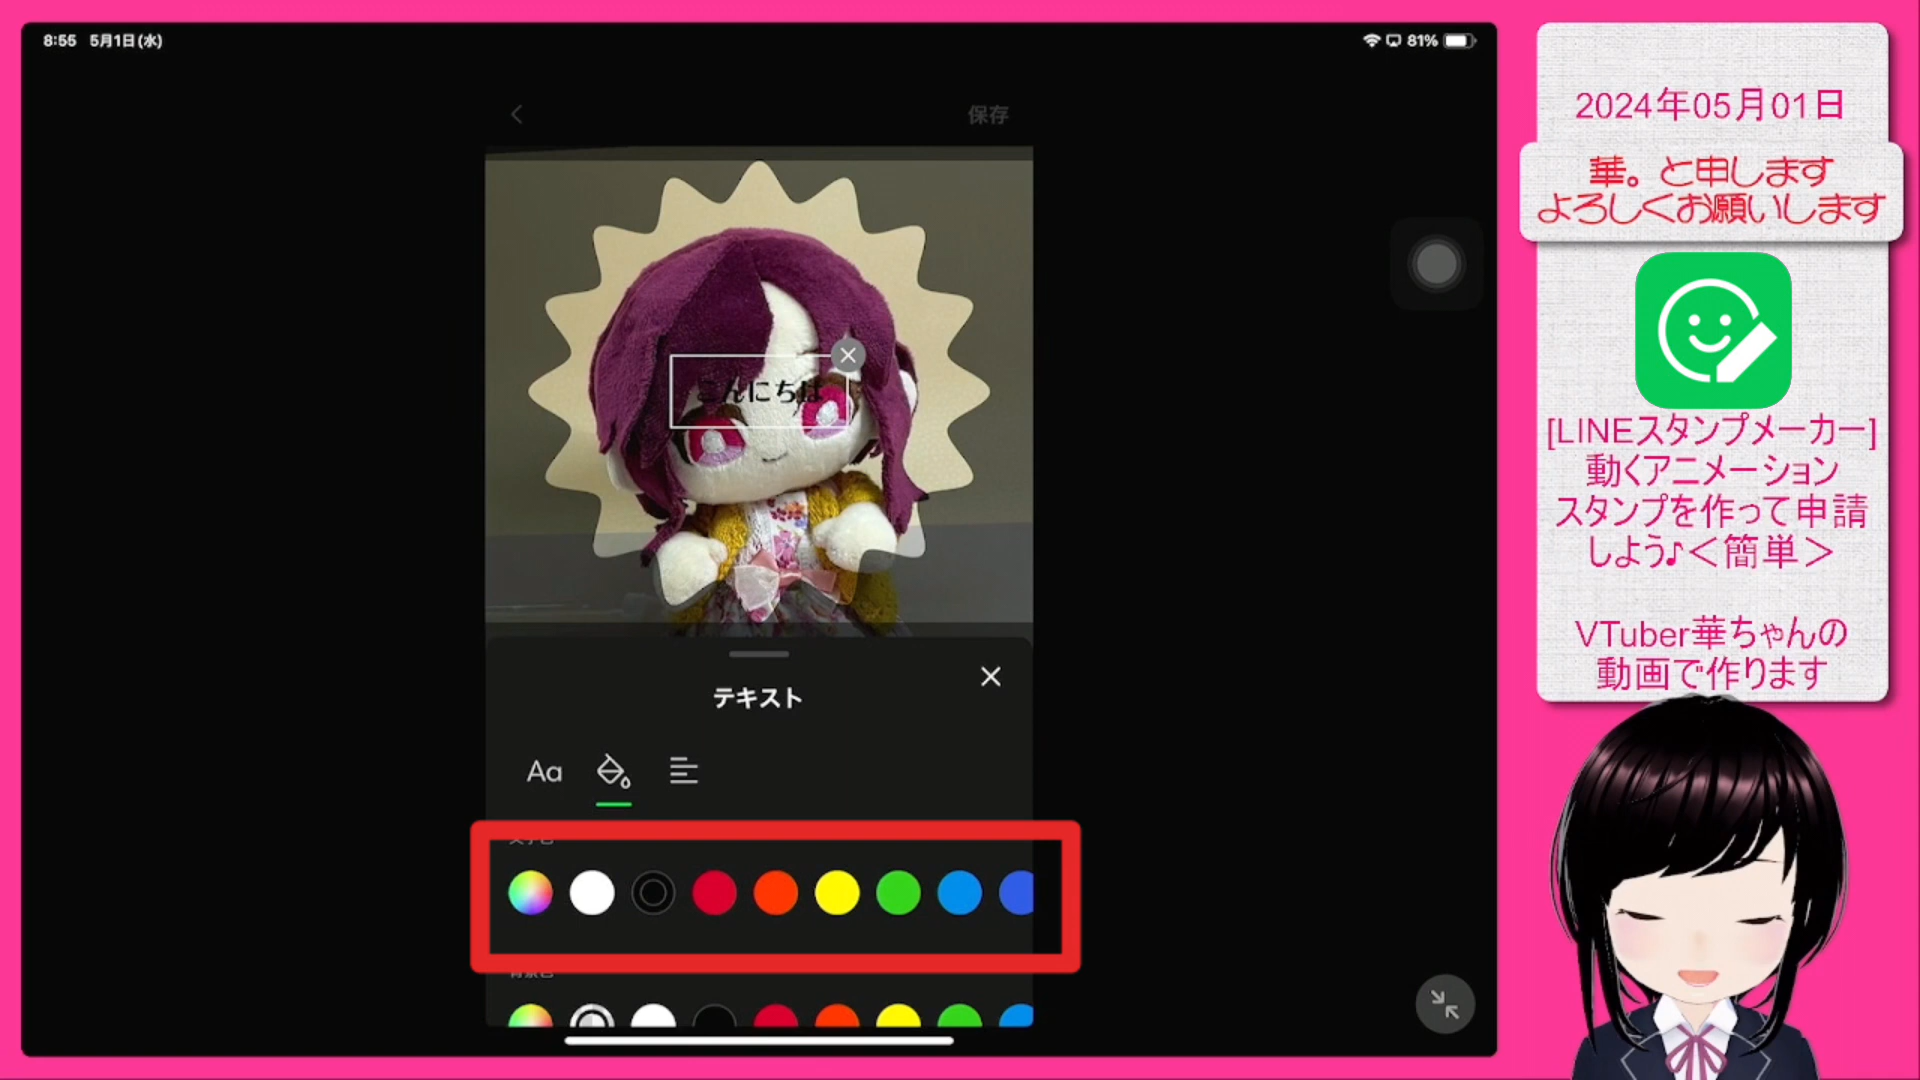 8:55 5月1日(水)
81%
保存
こんにちは
テキスト
Aa
2024年05月01日
華。と申します
よろしくお願いします
[LINEスタンプメーカー]
動くアニメーション
スタンプを作って申請
しよう♪＜簡単＞
VTuber華ちゃんの
動画で作ります